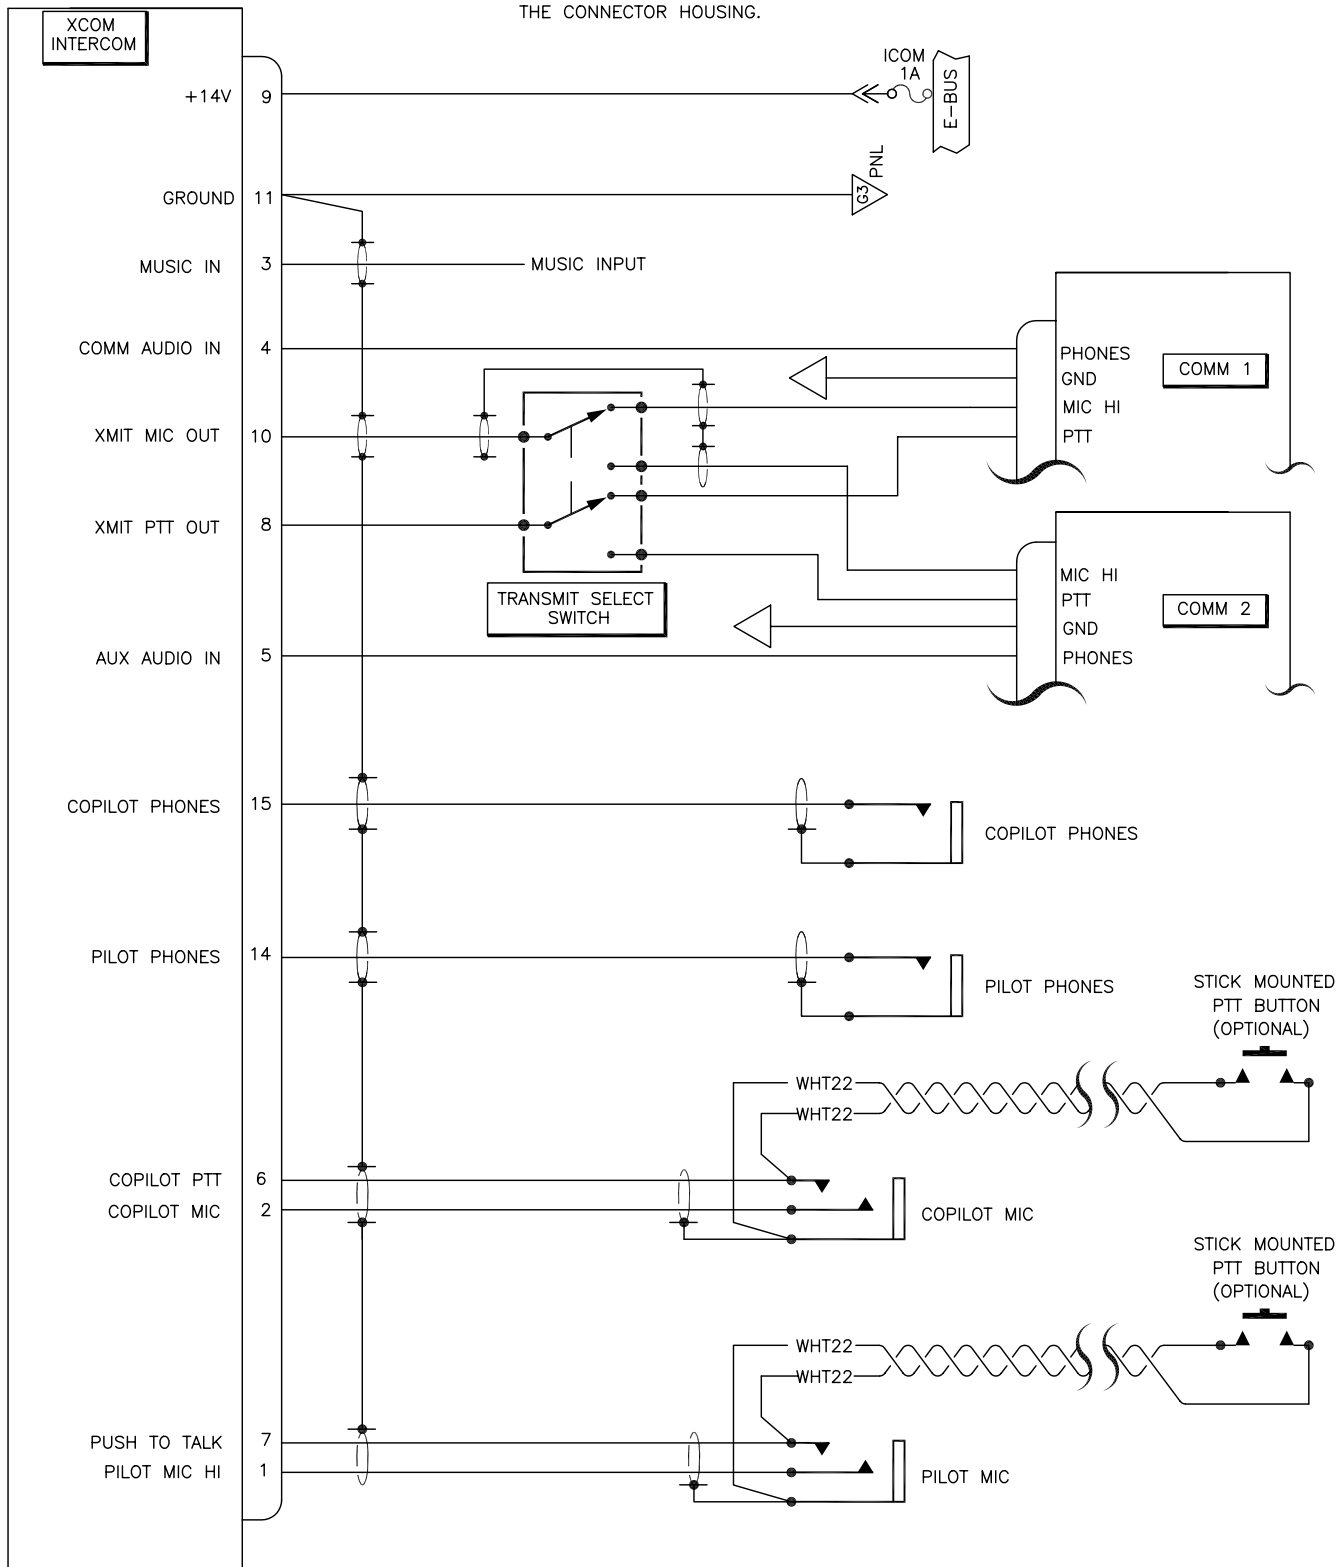 THE CONNECTOR HOUSING.
XCOM
INTERCOM
ICOM
1A
E-BUS
+14V 9
PNL
G3
GROUND 11
MUSIC IN 3 MUSIC INPUT
COMM AUDIO IN 4
PHONES
GND
MIC HI
PTT
COMM 1
XMIT MIC OUT 10
XMIT PTT OUT 8
TRANSMIT SELECT
SWITCH
MIC HI
PTT
GND
PHONES
COMM 2
AUX AUDIO IN 5
COPILOT PHONES 15
COPILOT PHONES
PILOT PHONES 14
PILOT PHONES
STICK MOUNTED
PTT BUTTON
(OPTIONAL)
WHT22
WHT22
COPILOT PTT 6
COPILOT MIC 2
COPILOT MIC
STICK MOUNTED
PTT BUTTON
(OPTIONAL)
WHT22
WHT22
PUSH TO TALK 7
PILOT MIC HI 1
PILOT MIC